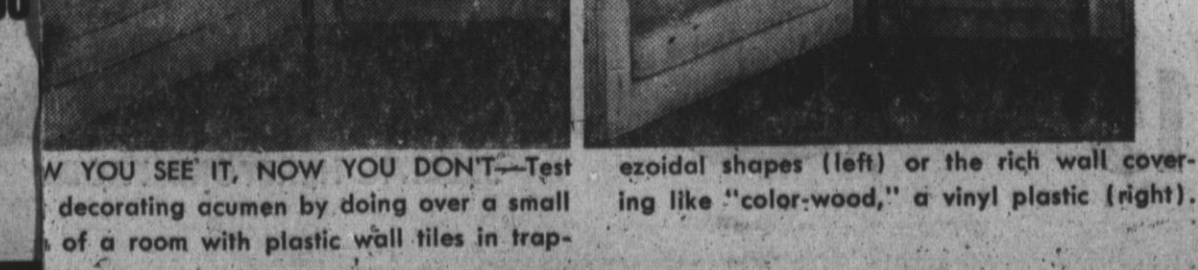 YOU SEE IT, NOW YOU DON'T—Test
decorating acumen by doing over a small
of a room with plastic wall tiles in trap-
ezoidal shapes (left) or the rich wall cover-
ing like "color-wood," a vinyl plastic (right).